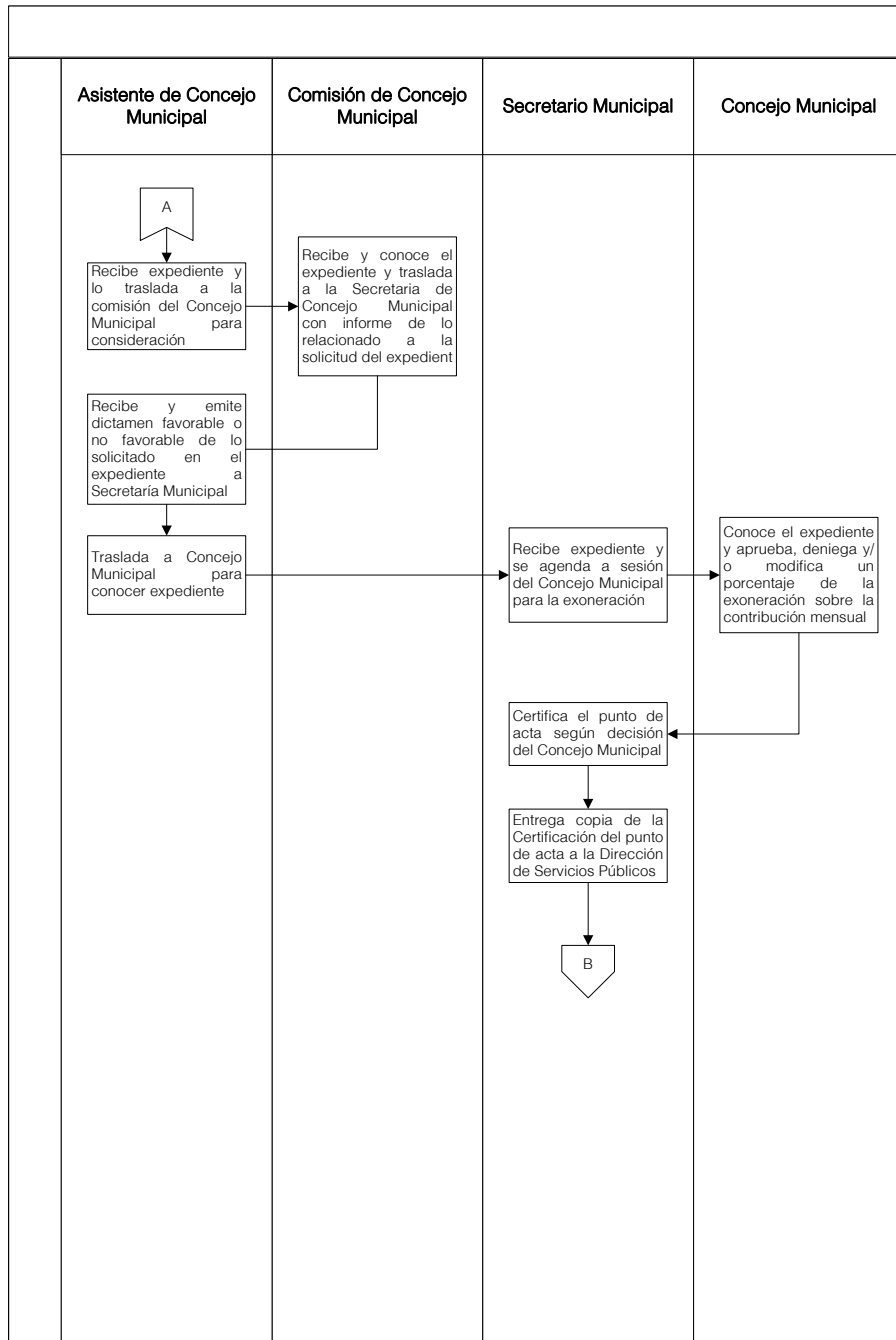 Asistente de Concejo
Municipal
Comisión de Concejo
Municipal
Secretario Municipal
Concejo Municipal
A
Recibe expediente y
lo traslada a la
comisión del Concejo
Municipal para
consideración
Recibe y conoce el
expediente y traslada
a la Secretaria de
Concejo Municipal
con informe de lo
relacionado a la
solicitud del expedient
Recibe y emite
dictamen favorable o
no favorable de lo
solicitado en el
expediente a
Secretaría Municipal
Traslada a Concejo
Municipal para
conocer expediente
Recibe expediente y
se agenda a sesión
del Concejo Municipal
para la exoneración
Conoce el expediente
y aprueba, deniega y/
o modifica un
porcentaje de la
exoneración sobre la
contribución mensual
Certifica el punto de
acta según decisión
del Concejo Municipal
Entrega copia de la
Certificación del punto
de acta a la Dirección
de Servicios Públicos
B